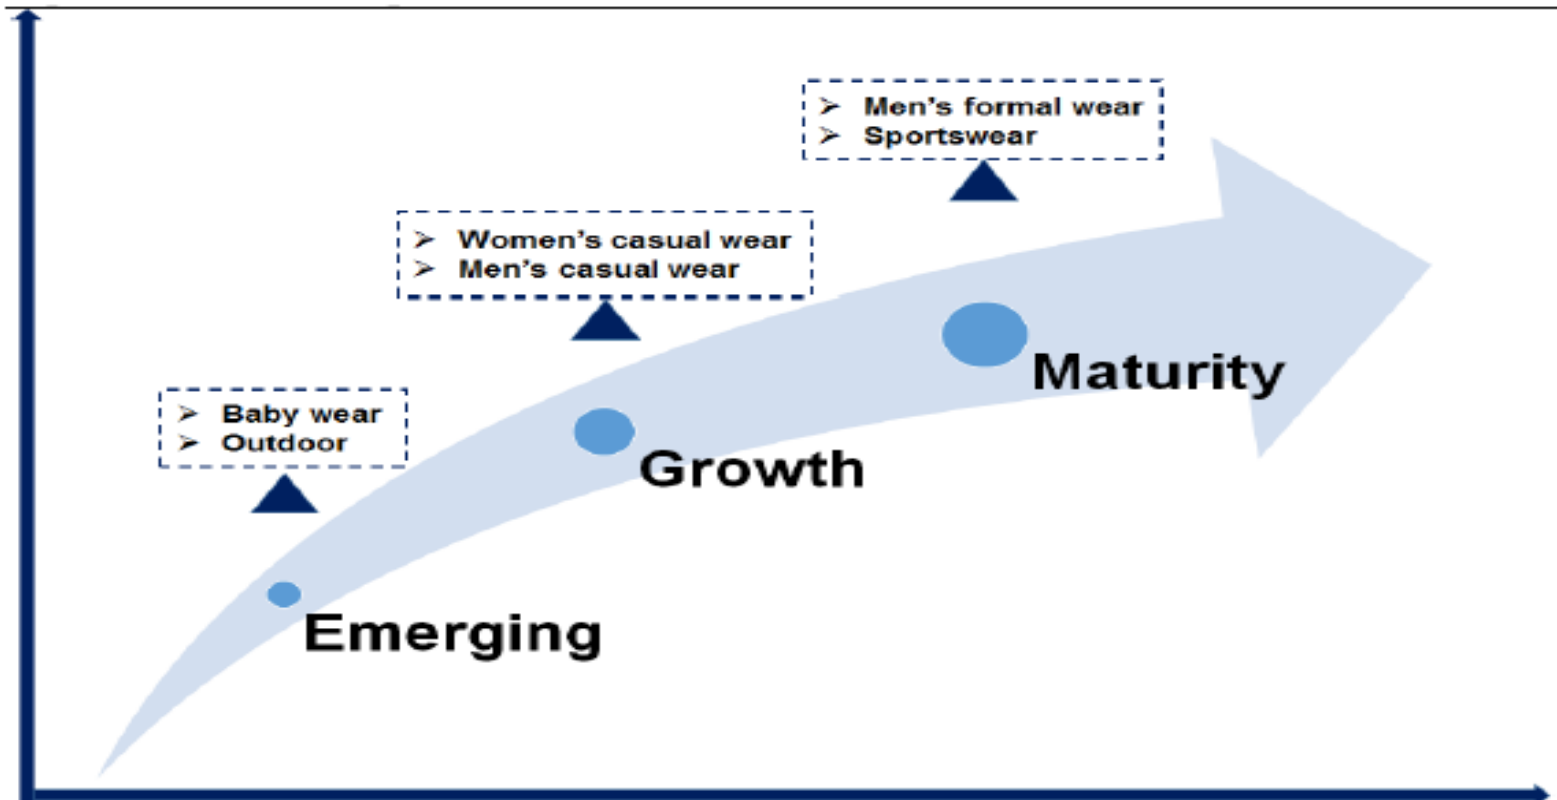 ➢ Men's formal wear
➢ Sportswear
➢ Women's casual wear
➢ Men's casual wear
Maturity
➢ Baby wear
➢ Outdoor
Growth
Emerging